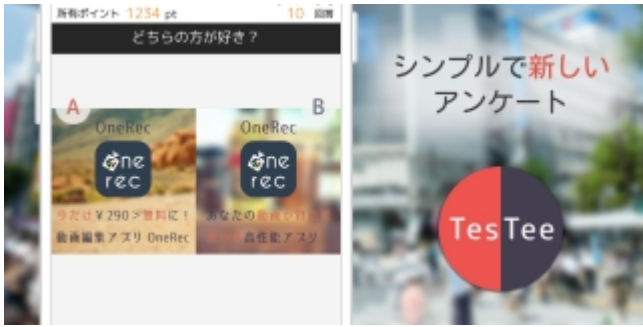 所有ポイント 1234 pt
10 回答
どちらの方が好き？
A
OneRec
One
rec
今だけ￥290＞無料に！
動画編集アプリ OneRec
B
OneRec
One
rec
あなたの動画が
高性能アプリ
シンプルで新しい
アンケート
TesTee